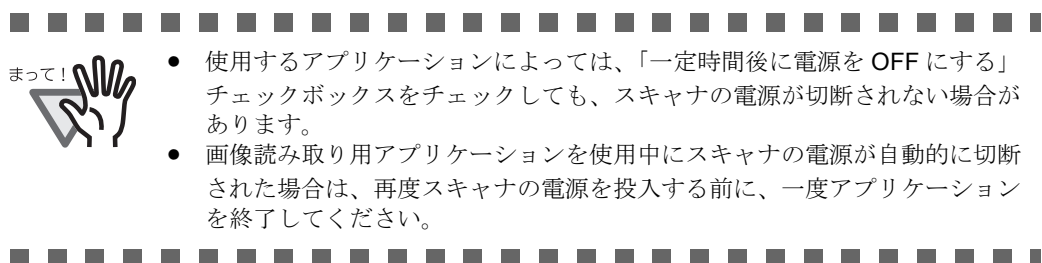 まって！
● 使用するアプリケーションによっては、「一定時間後に電源を OFF にする」
チェックボックスをチェックしても、スキャナの電源が切断されない場合が
あります。
● 画像読み取り用アプリケーションを使用中にスキャナの電源が自動的に切断
された場合は、再度スキャナの電源を投入する前に、一度アプリケーション
を終了してください。